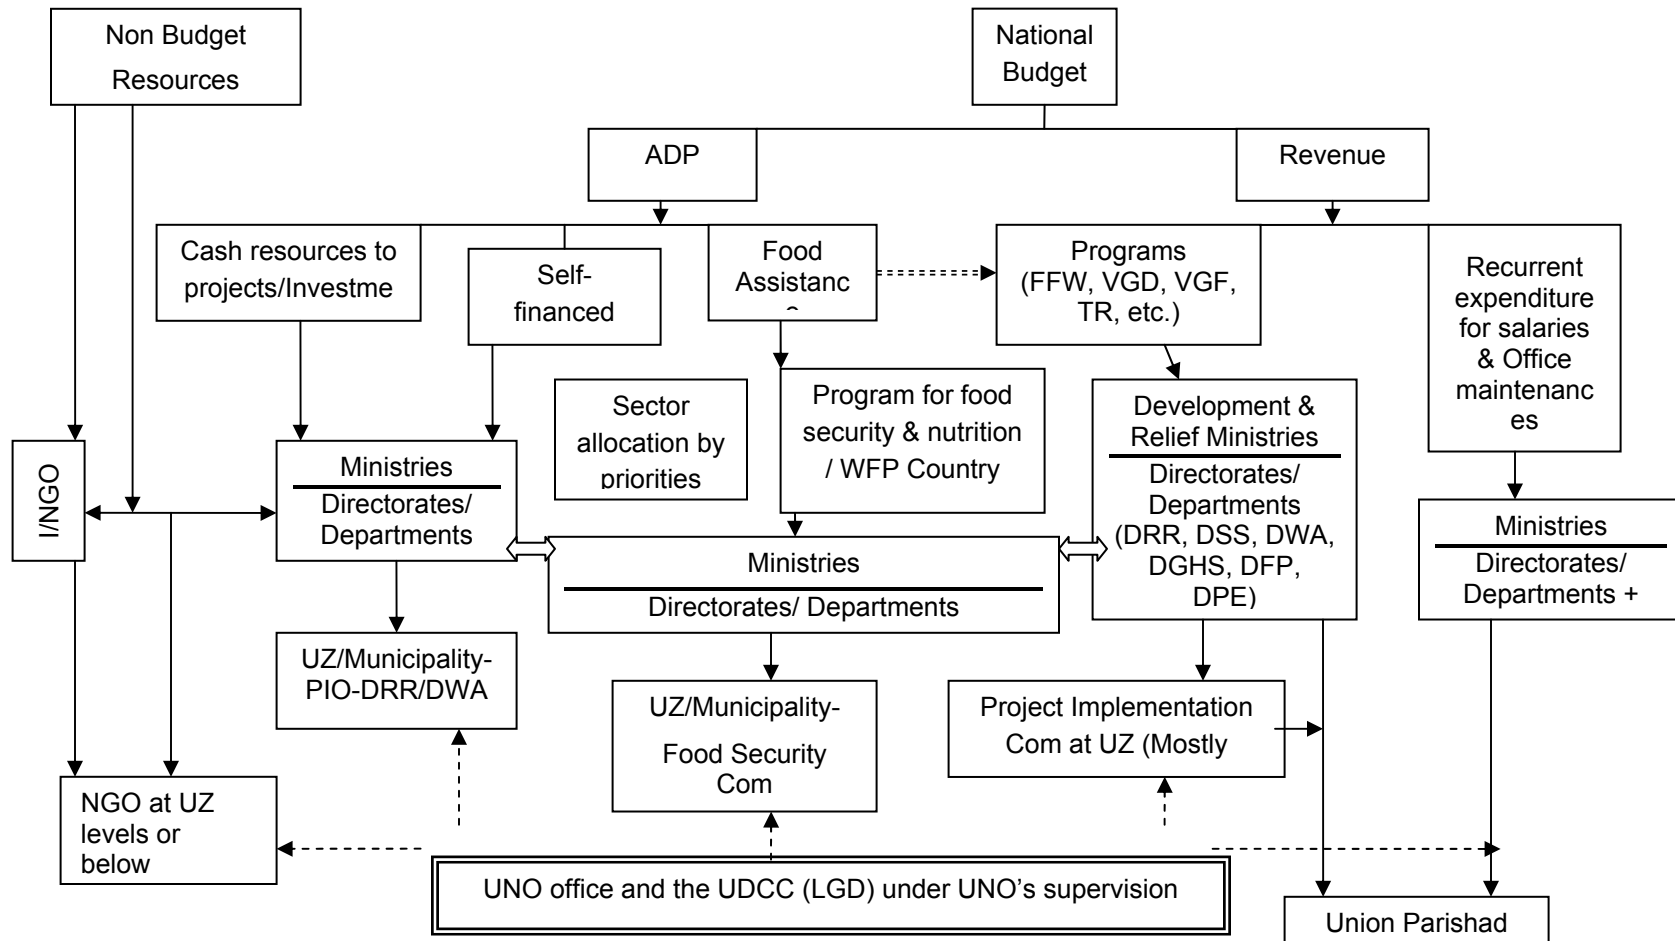 Non Budget
Resources
National
Budget
ADP
Revenue
Cash resources to
projects/Investme
Self-
financed
Food
Assistanc
Programs
(FFW, VGD, VGF,
TR, etc.)
Recurrent
expenditure
for salaries
& Office
maintenanc
es
Sector
allocation by
priorities
Program for food
security & nutrition
/ WFP Country
Development &
Relief Ministries
Directorates/
Departments
(DRR, DSS, DWA,
DGHS, DFP,
DPE)
I/NGO
Ministries
Directorates/
Departments
Ministries
Directorates/ Departments
Ministries
Directorates/
Departments +
UZ/Municipality-
PIO-DRR/DWA
UZ/Municipality-
Food Security
Com
Project Implementation
Com at UZ (Mostly
NGO at UZ
levels or
below
UNO office and the UDCC (LGD) under UNO’s supervision
Union Parishad